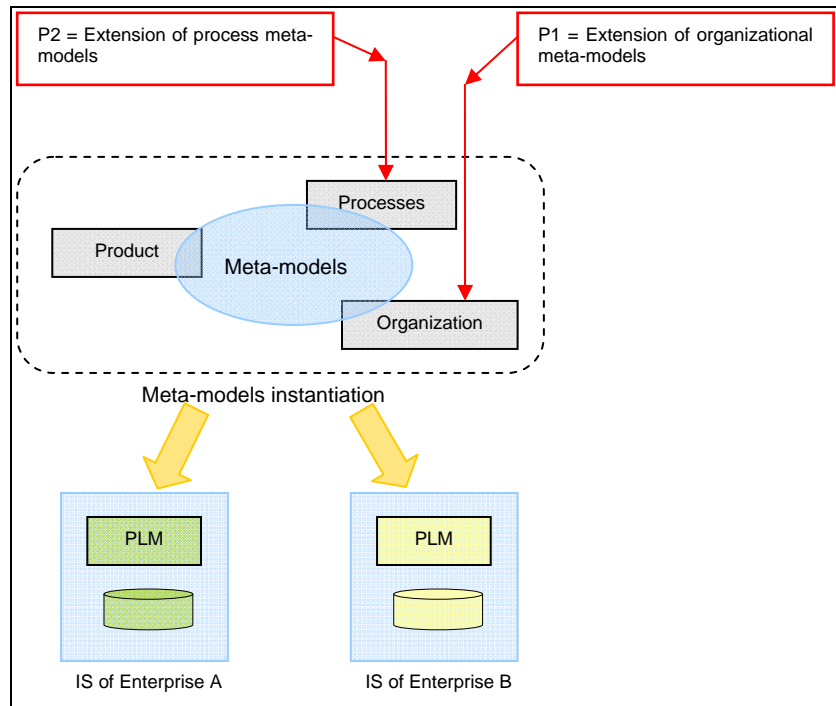 P2 = Extension of process meta-
models
P1 = Extension of organizational
meta-models
Processes
Product
Meta-models
Organization
Meta-models instantiation
PLM
PLM
IS of Enterprise A
IS of Enterprise B